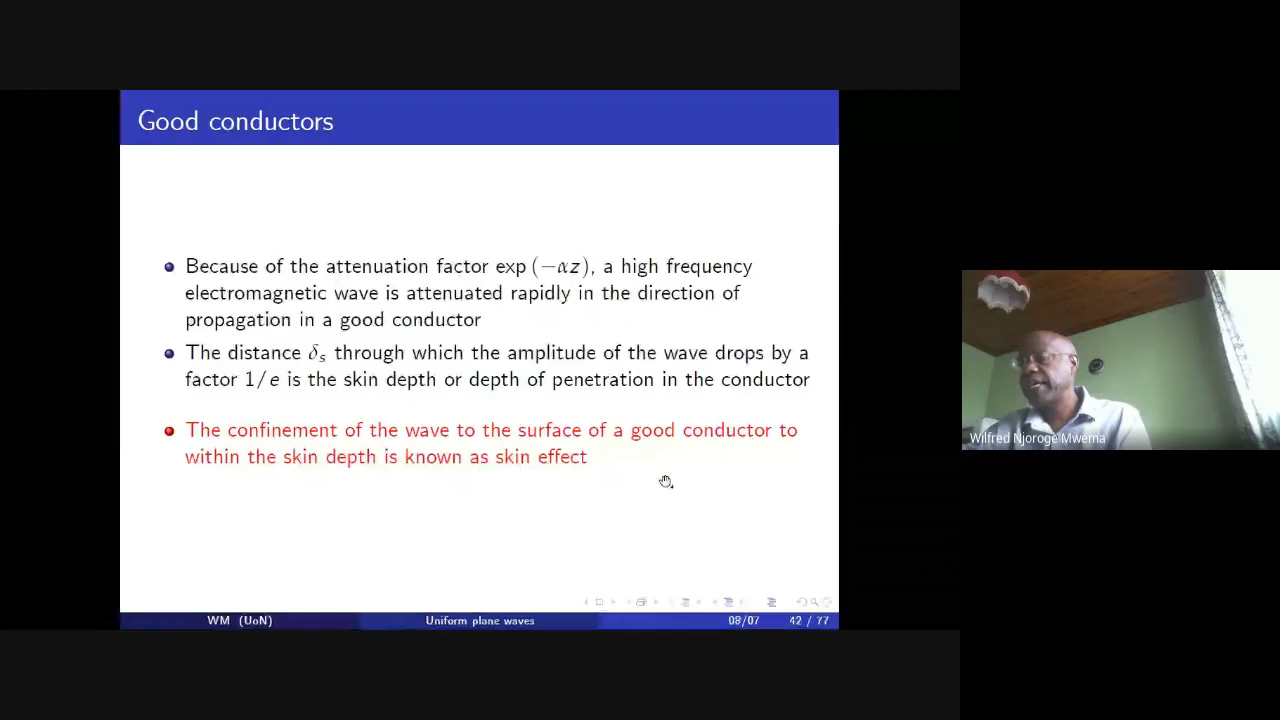 Good conductors
Because of the attenuation factor exp (−αz), a high frequency
electromagnetic wave is attenuated rapidly in the direction of
propagation in a good conductor
The distance δₛ through which the amplitude of the wave drops by a
factor 1/e is the skin depth or depth of penetration in the conductor
The confinement of the wave to the surface of a good conductor to
within the skin depth is known as skin effect
WM (UoN) Uniform plane waves 08/07 42 / 77
Wilfred Njoroge Mwema